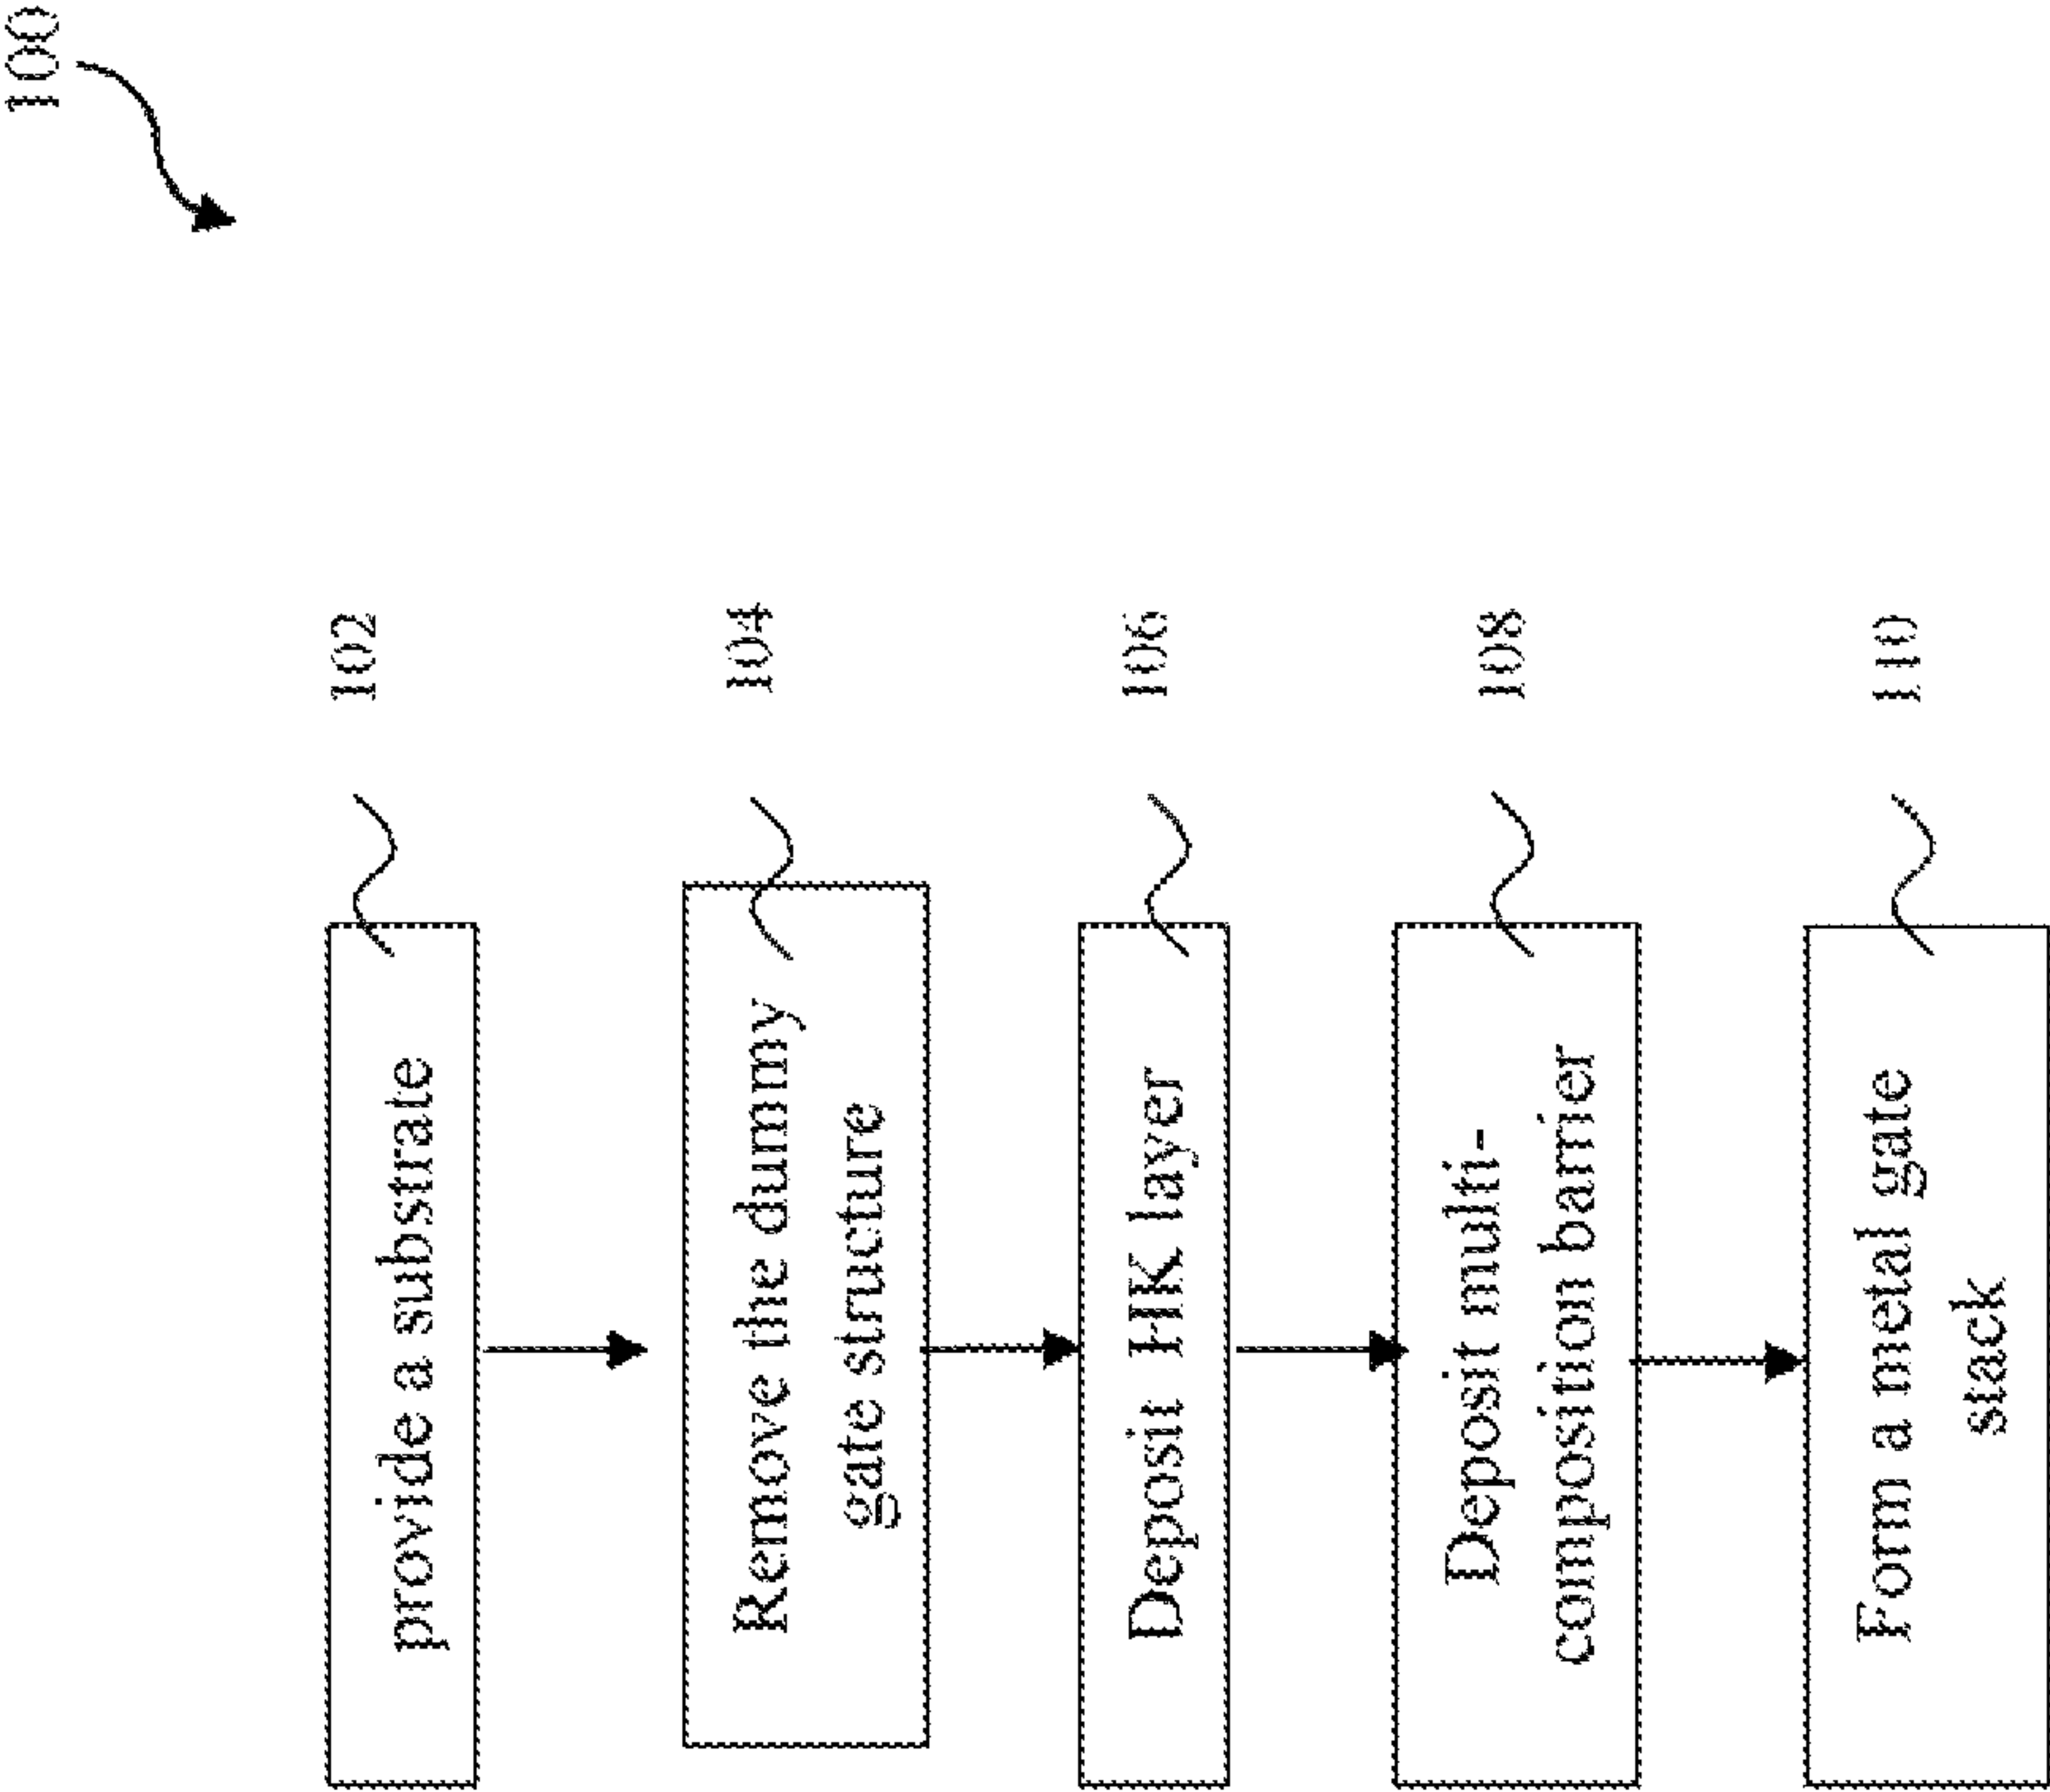 100
provide a substrate
102
Remove the dummy
gate structure
104
Deposit HK layer
106
Deposit multi-
composition barrier
108
Form a metal gate
stack
110